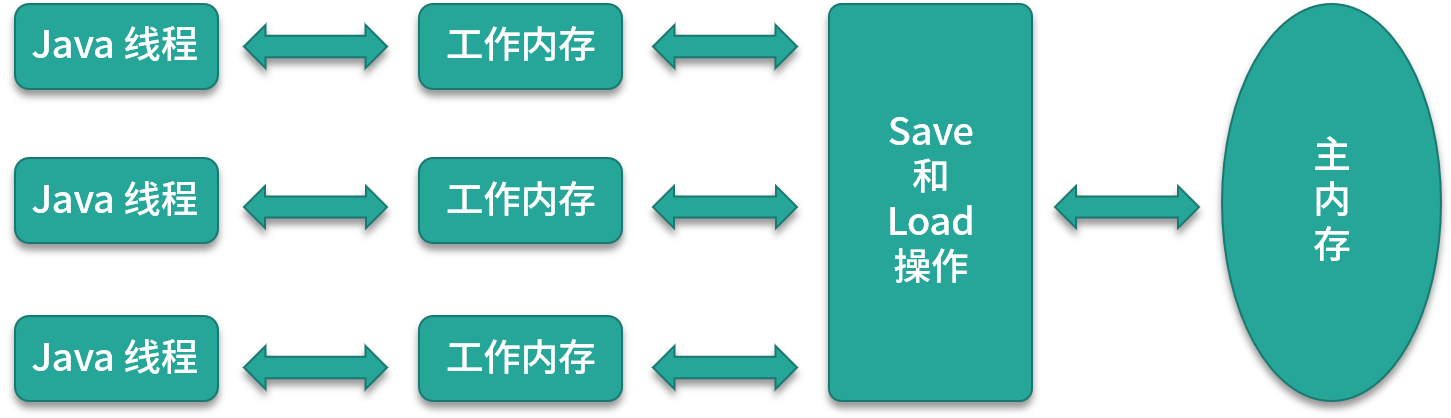 Java 线程
工作内存
Java 线程
工作内存
Java 线程
工作内存
Save
和
Load
操作
主
内
存